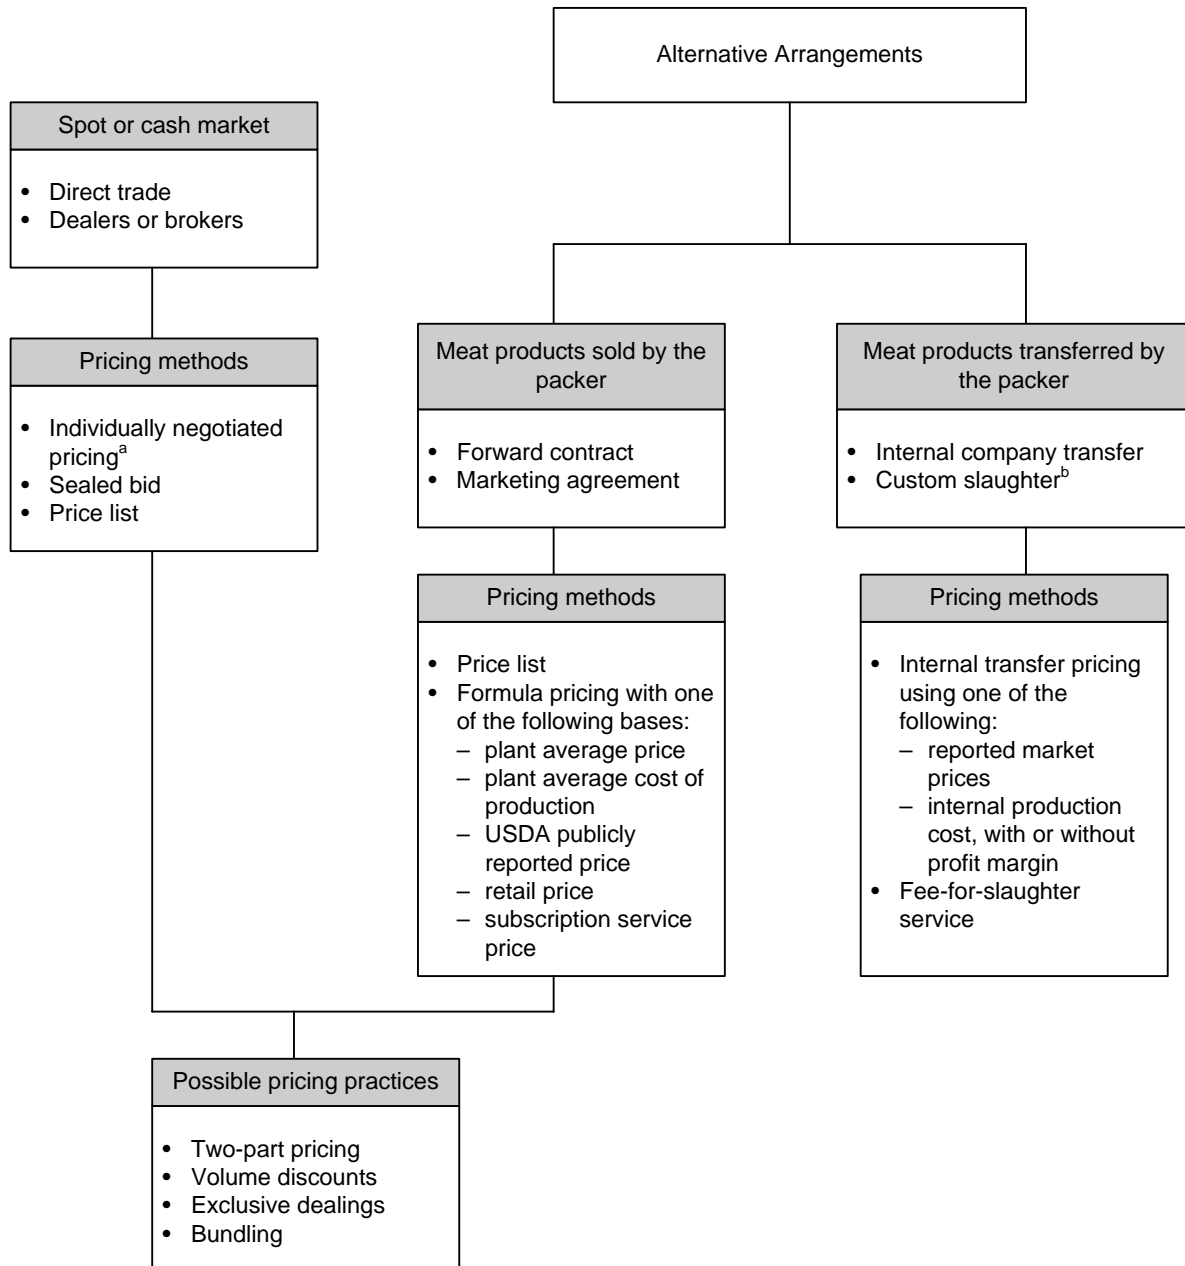 Alternative Arrangements
Spot or cash market
• Direct trade
• Dealers or brokers
Pricing methods
• Individually negotiated
pricingᵃ
• Sealed bid
• Price list
Meat products sold by the
packer
• Forward contract
• Marketing agreement
Meat products transferred by
the packer
• Internal company transfer
• Custom slaughterᵇ
Pricing methods
• Price list
• Formula pricing with one
of the following bases:
– plant average price
– plant average cost of
production
– USDA publicly
reported price
– retail price
– subscription service
price
Pricing methods
• Internal transfer pricing
using one of the
following:
– reported market
prices
– internal production
cost, with or without
profit margin
• Fee-for-slaughter
service
Possible pricing practices
• Two-part pricing
• Volume discounts
• Exclusive dealings
• Bundling